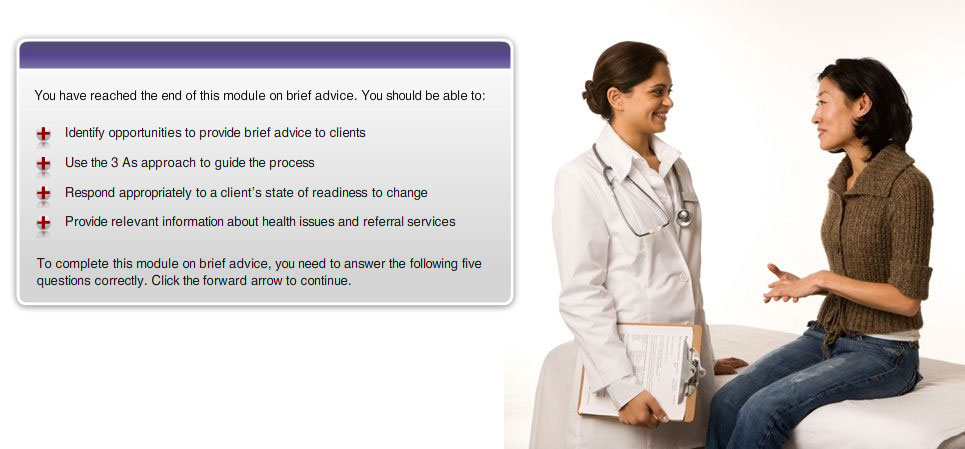 You have reached the end of this module on brief advice. You should be able to:
Identify opportunities to provide brief advice to clients
Use the 3 As approach to guide the process
Respond appropriately to a client's state of readiness to change
Provide relevant information about health issues and referral services
To complete this module on brief advice, you need to answer the following five
questions correctly. Click the forward arrow to continue.